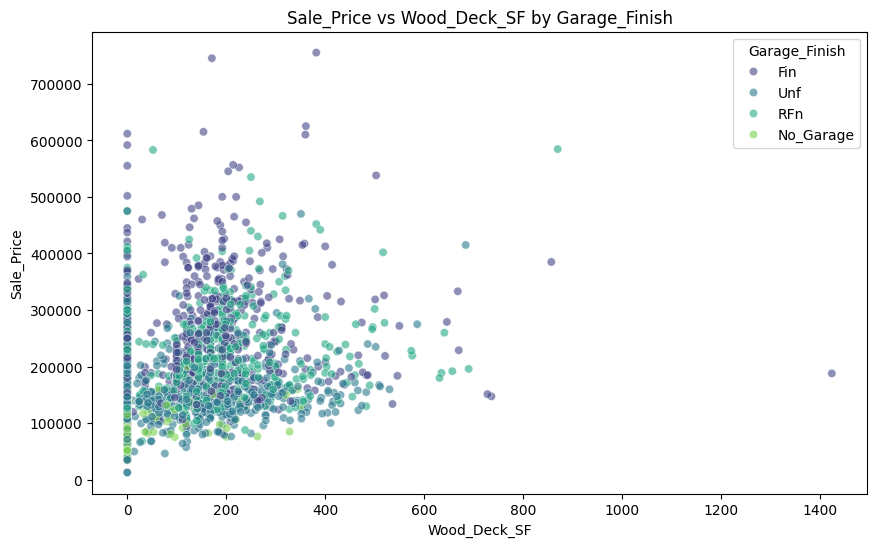 Sale_Price vs Wood_Deck_SF by Garage_Finish
Garage_Finish
Fin
Unf
RFn
No_Garage
700000
600000
500000
400000
300000
200000
100000
0
Sale_Price
0
200
400
600
800
1000
1200
1400
Wood_Deck_SF